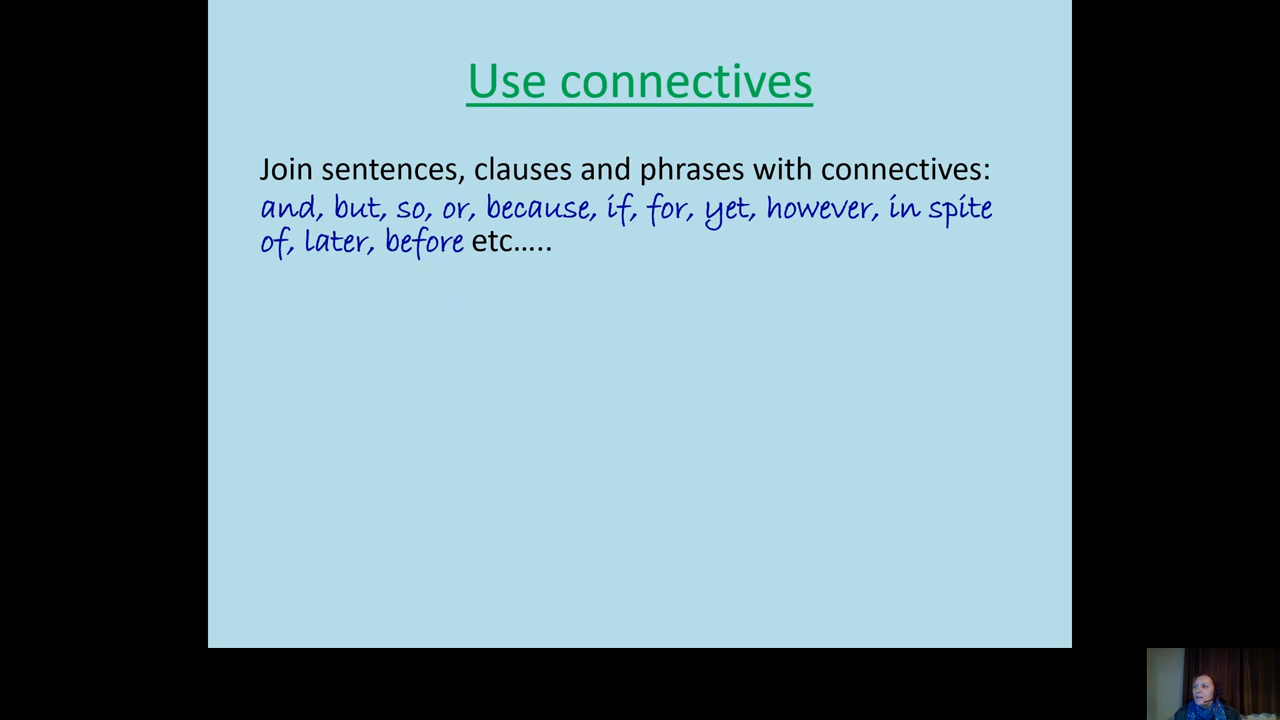 Use connectives
Join sentences, clauses and phrases with connectives:
and, but, so, or, because, if, for, yet, however, in spite
of, later, before etc…..